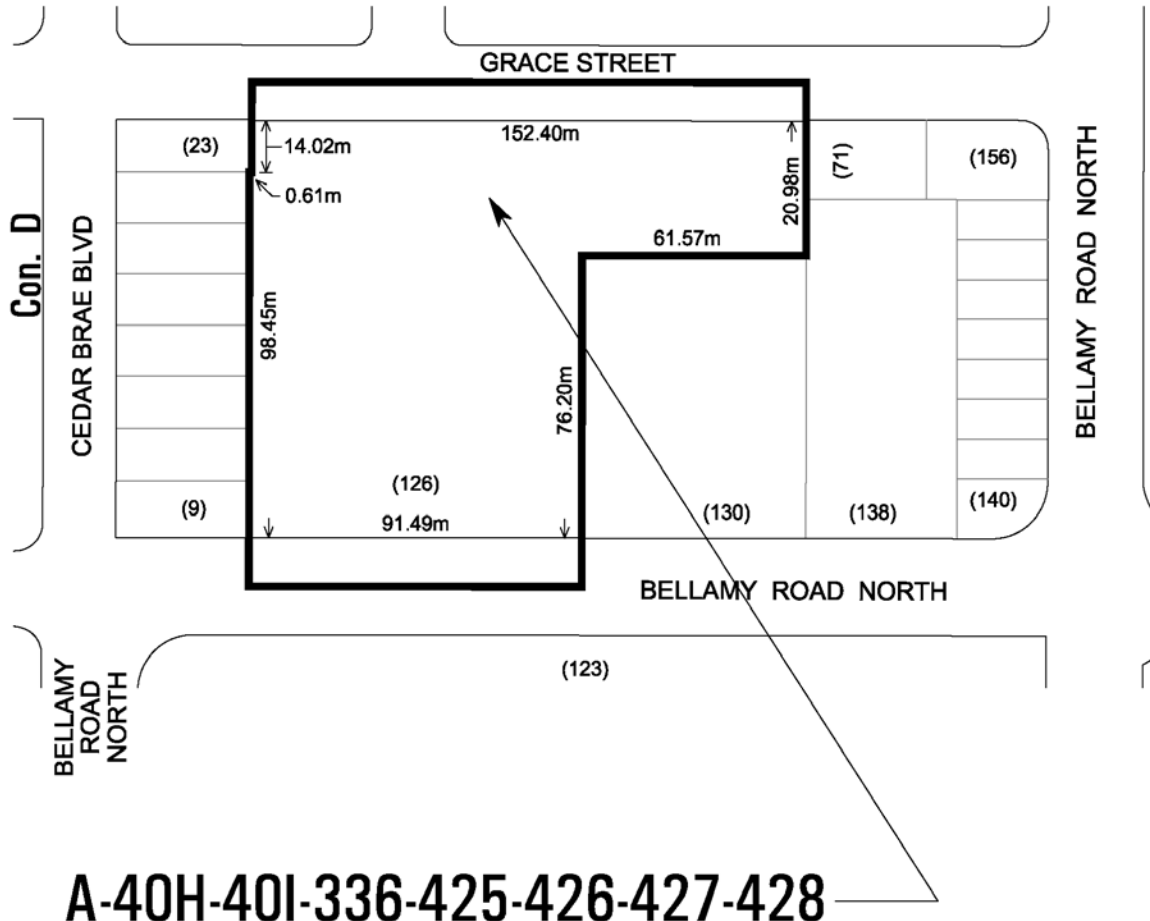 GRACE STREET
152.40m
(23)
14.02m
0.61m
(71)
(156)
20.98m
61.57m
Con. D
CEDAR BRAE BLVD
BELLAMY ROAD NORTH
98.45m
76.20m
(126)
(9)
91.49m
(130)
(138)
(140)
BELLAMY ROAD NORTH
(123)
BELLAMY
ROAD
NORTH
A-40H-40I-336-425-426-427-428